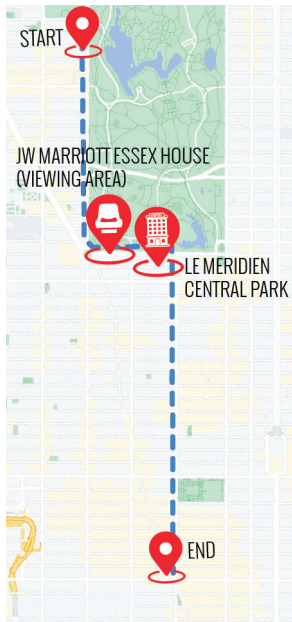 START
JW MARRIOTT ESSEX HOUSE
(VIEWING AREA)
LE MERIDIEN
CENTRAL PARK
END